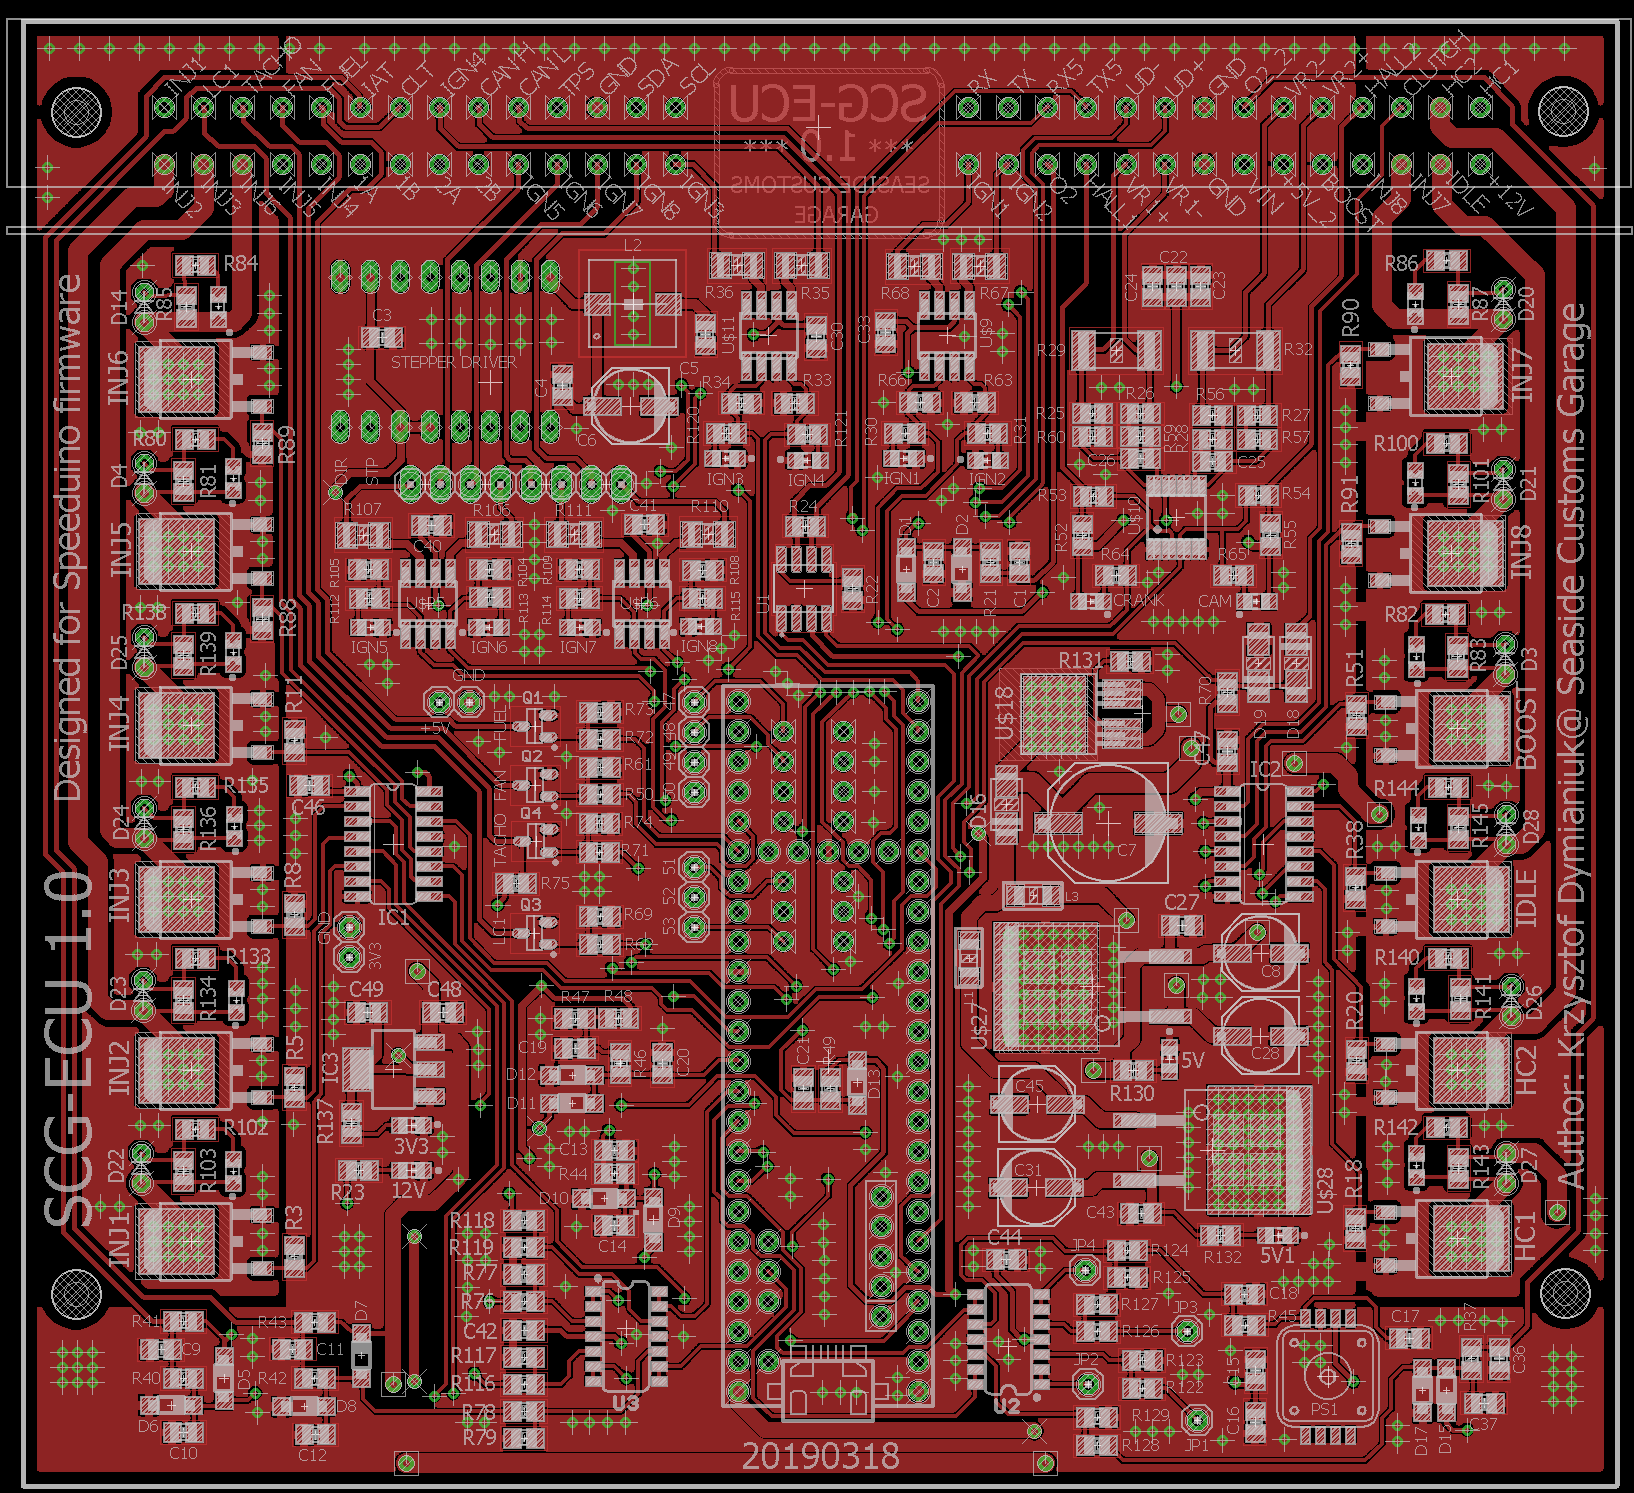 INJ1
TACHO
FAN
FUEL
IAT
CLT
IGN4
CANH
CANL
TPS
GND
SDA
SCL
RX
TX
RX5
TX5
UD-
UD+
GND
VR2-
VR2+
HALL2
CLUTCH
HC2
HC1
SCG-ECU
*** 1.0 ***
SEASIDE CUSTOMS
GARAGE
INJ2
INJ3
INJ6
INJ5
INJ4
2A
1B
2B
IGN5
IGN6
IGN7
IGN8
IGN3
IGN1
IGN2
O2
HALL1
VR1+
VR1-
GND
VIN
+5V_2
BOOST
INJ8
INJ7
IDLE
+12V
L2
R84
R85
D14
C3
STEPPER DRIVER
C4
C5
C6
R36
R35
U$11
C30
R34
R33
R68
R67
C33
U$9
R66
R63
C24
C22
C23
R29
R32
R26
R56
R86
R87
D20
R90
INJ7
INJ6
R80
R89
D4
R81
R120
R121
R30
R31
IGN3
IGN4
IGN1
IGN2
R25
R60
R59
R28
R27
R57
C26
C25
R100
R101
D21
R91
DIR
STP
R107
C40
R106
R111
C41
R110
R24
D1
D2
R53
R52
U$10
R54
R55
INJ5
INJ8
R105
R112
U$25
R104
R113
R109
R114
U$26
R108
R115
U1
R22
C2
R21
C1
R64
R65
CRANK
CAM
R138
R88
R82
D25
R139
IGN5
IGN6
IGN7
IGN8
R131
R51
R83
D3
GND
+5V
INJ4
R11
Q1
FUEL
R73
R72
47
48
49
50
U$18
R70
D9
D8
C47
IC2
BOOST
R135
C46
D24
R136
Q2
FAN
R61
R50
D16
C7
R144
R145
D28
R38
Q4
TACHO
R74
R71
INJ3
R8
IC1
R75
51
52
53
L3
IDLE
GND
3V3
LC1
Q3
R69
R62
C27
C8
R133
D23
R134
C49
C48
R47
R48
L1
U$27
R140
R141
D26
R20
INJ2
R5
IC3
C19
R46
C20
D12
D11
C21
R49
D13
C28
5V
R130
HC2
R102
R137
3V3
C45
R142
D22
R103
R23
12V
C13
R44
D10
D9
C14
C31
C43
U$28
R143
D27
R18
INJ1
R3
R118
R119
R77
R76
C42
R117
R116
R78
R79
C44
JP4
R124
R125
R132
5V1
HC1
R41
C9
R40
D6
C10
D5
R43
C11
R42
D8
C12
D7
U3
U2
R127
R126
JP3
JP2
R123
R122
R129
R128
JP1
C18
R45
C15
C16
PS1
C17
R37
C36
C37
D17
D15
20190318
Designed for Speeduino firmware
SCG-ECU 1.0
Author: Krzysztof Dymianiuk@ Seaside Customs Garage